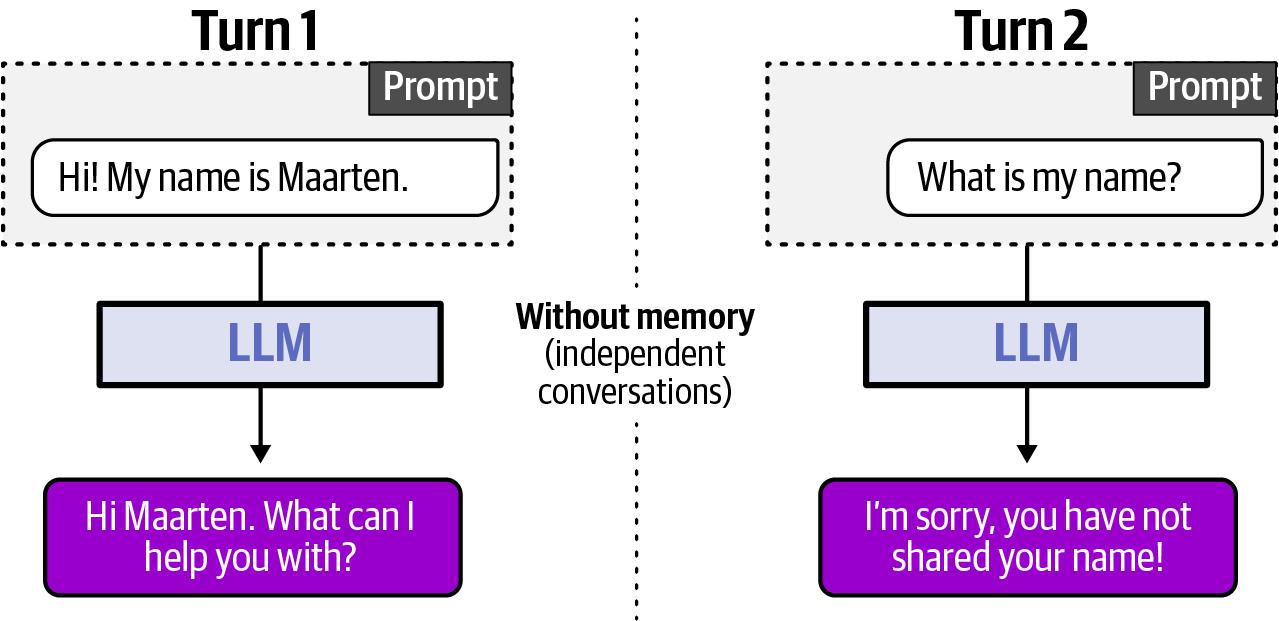 Turn 1
Prompt
Hi! My name is Maarten.
LLM
Hi Maarten. What can I
help you with?
Without memory
(independent
conversations)
Turn 2
Prompt
What is my name?
LLM
I'm sorry, you have not
shared your name!